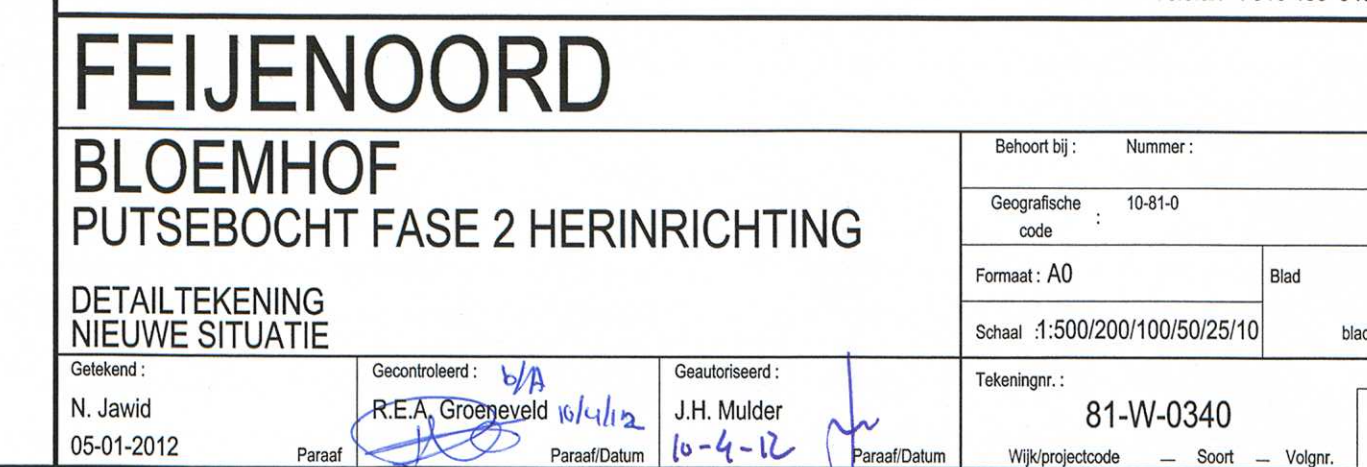 FEIJENOORD
BLOEMHOF
PUTSEBOCHT FASE 2 HERINRICHTING
DETAILTEKENING
NIEUWE SITUATIE
Behoort bij : Nummer :
Geografische code : 10-81-0
Formaat : A0
Blad
Schaal :1:500/200/100/50/25/10
Getekend :
N. Jawid
05-01-2012
Paraaf
Gecontroleerd : b/A
R.E.A. Groeneveld 10/4/12
Paraaf/Datum
Geautoriseerd :
J.H. Mulder
10-4-12
Paraaf/Datum
Tekeningnr. :
81-W-0340
Wijk/projectcode — Soort — Volgnr.